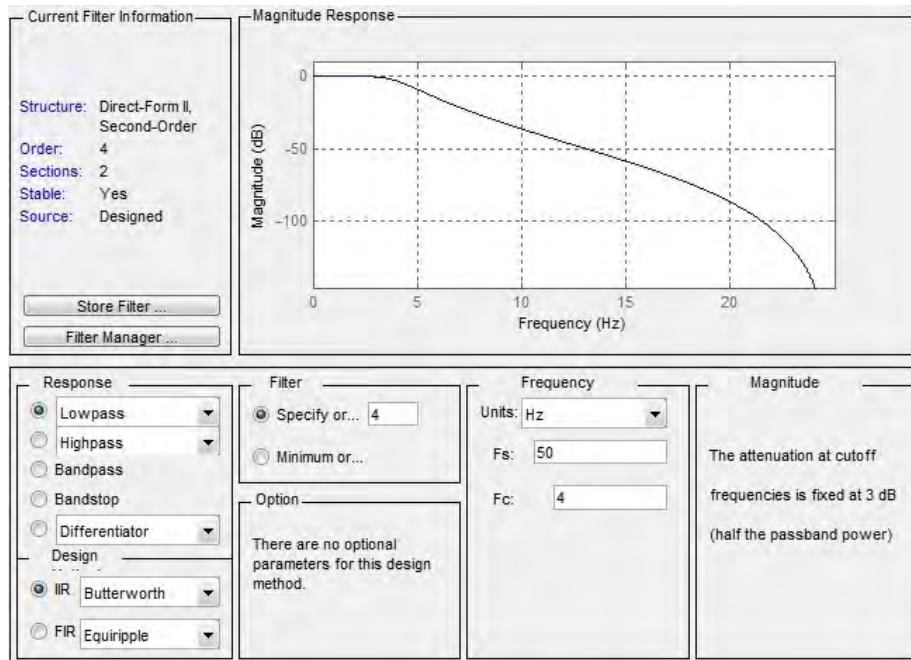 Current Filter Information
Structure: Direct-Form II,
Second-Order
Order: 4
Sections: 2
Stable: Yes
Source: Designed
Store Filter ...
Filter Manager ...
Magnitude Response
Magnitude (dB)
0
-50
-100
0 5 10 15 20
Frequency (Hz)
Response
Lowpass
Highpass
Bandpass
Bandstop
Differentiator
Design
IIR Butterworth
FIR Equiripple
Filter
Specify or... 4
Minimum or...
Option
There are no optional
parameters for this design
method.
Frequency
Units: Hz
Fs: 50
Fc: 4
Magnitude
The attenuation at cutoff
frequencies is fixed at 3 dB
(half the passband power)